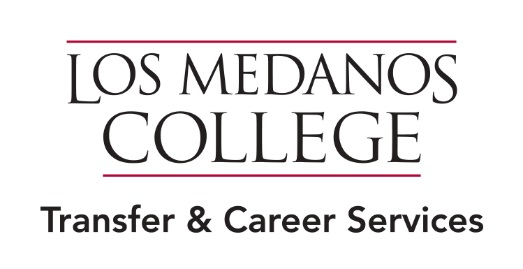 LOS MEDANOS
COLLEGE
Transfer & Career Services